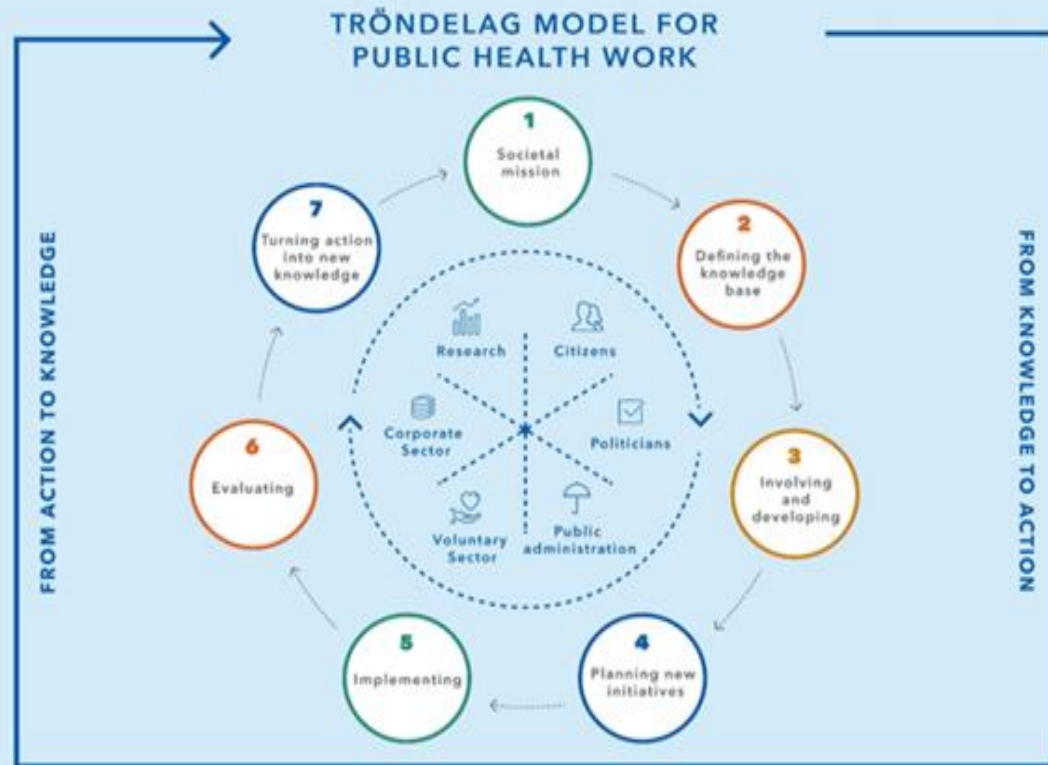 TRÖNDELAG MODEL FOR
PUBLIC HEALTH WORK
1
Societal
mission
2
Defining the
knowledge
base
3
Involving
and
developing
4
Planning new
initiatives
5
Implementing
6
Evaluating
7
Turning action
into new
knowledge
Research
Citizens
Corporate
Sector
Politicians
Voluntary
Sector
Public
administration
FROM ACTION TO KNOWLEDGE
FROM KNOWLEDGE TO ACTION